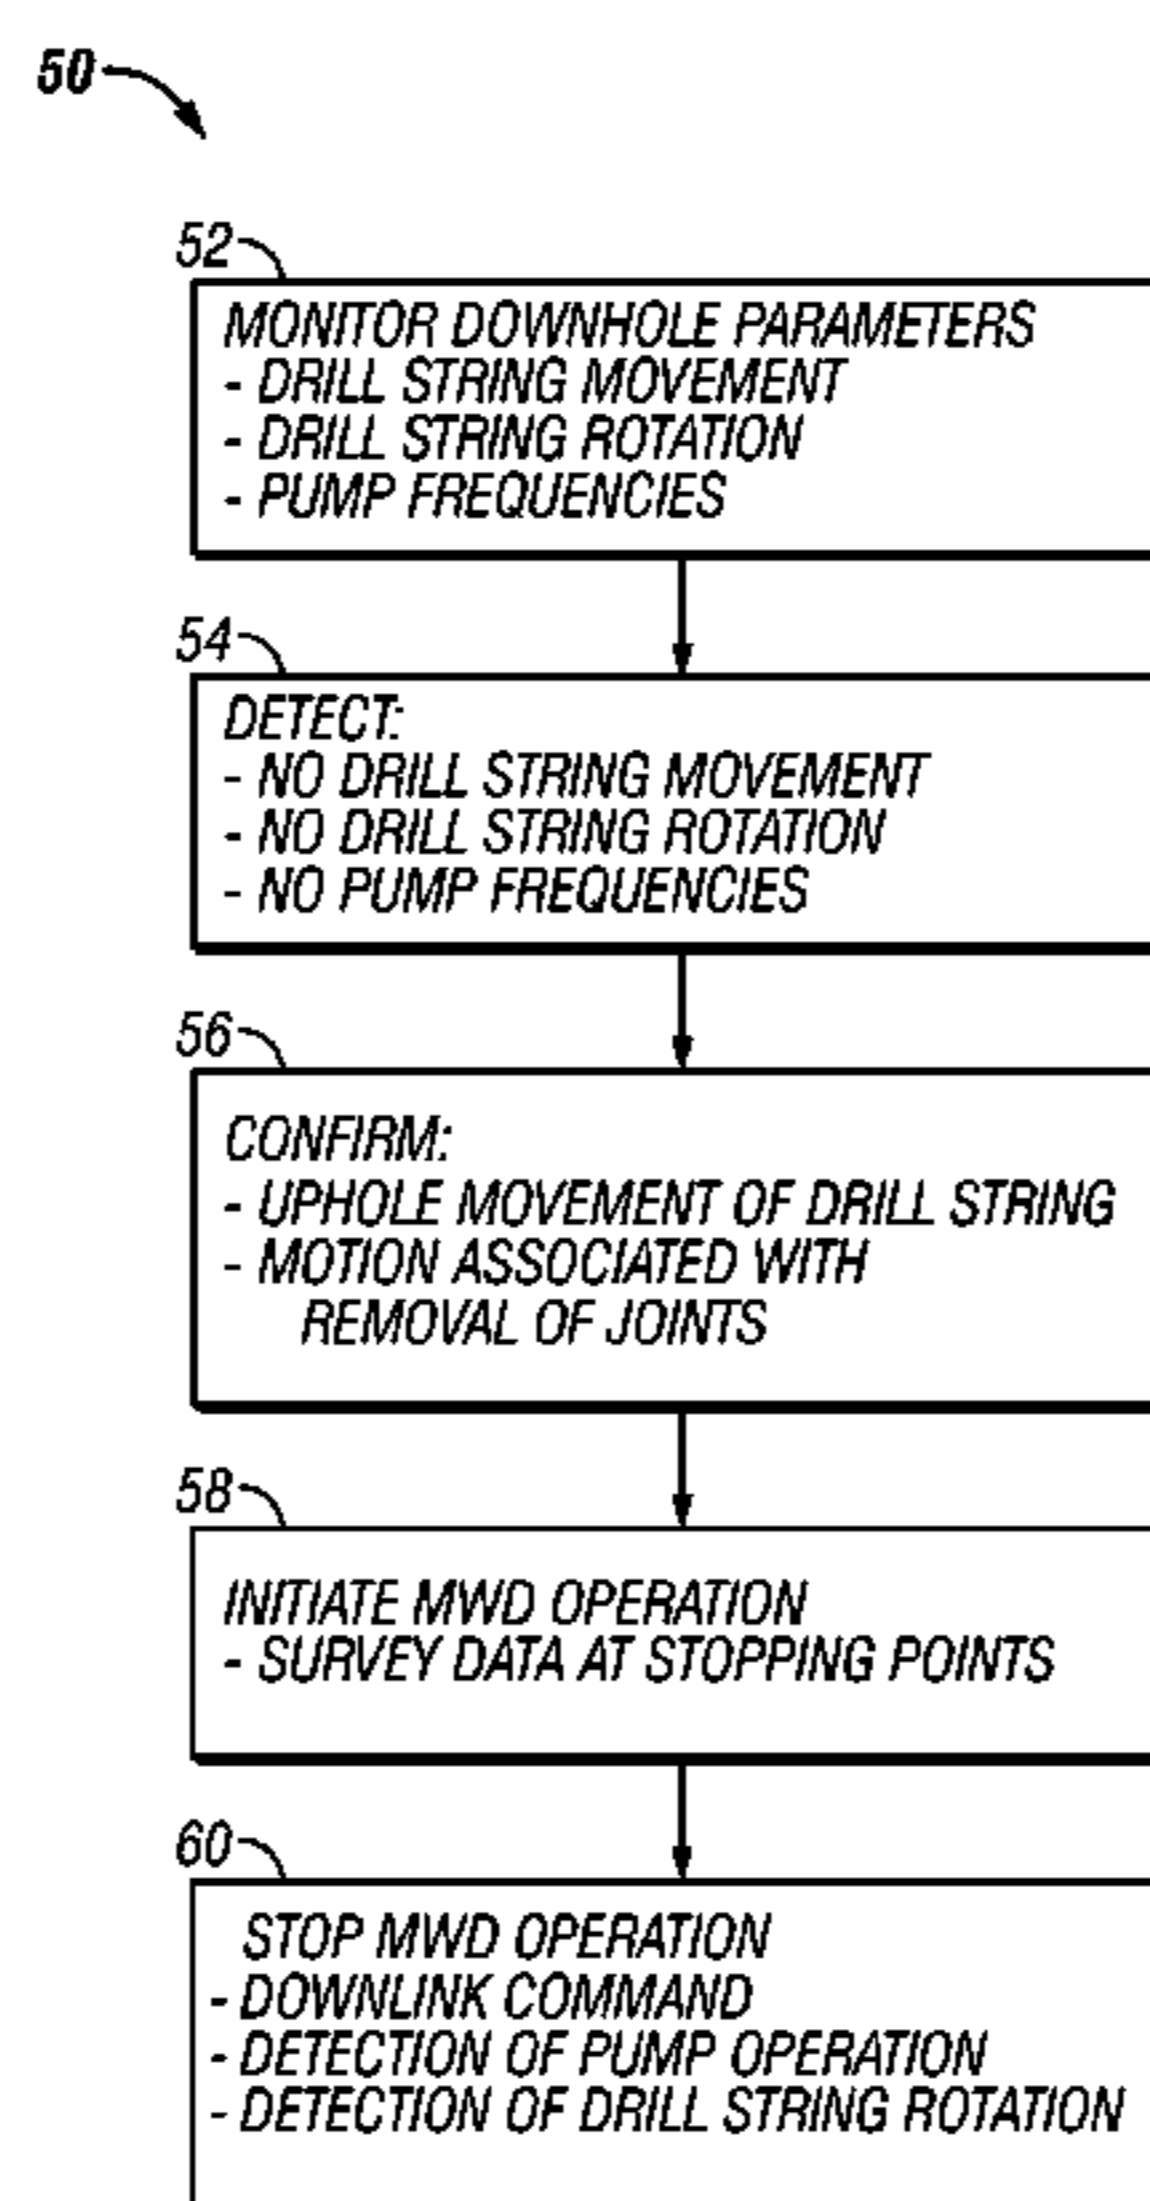 50
52
MONITOR DOWNHOLE PARAMETERS
- DRILL STRING MOVEMENT
- DRILL STRING ROTATION
- PUMP FREQUENCIES
54
DETECT:
- NO DRILL STRING MOVEMENT
- NO DRILL STRING ROTATION
- NO PUMP FREQUENCIES
56
CONFIRM:
- UPHOLE MOVEMENT OF DRILL STRING
- MOTION ASSOCIATED WITH
REMOVAL OF JOINTS
58
INITIATE MWD OPERATION
- SURVEY DATA AT STOPPING POINTS
60
STOP MWD OPERATION
- DOWNLINK COMMAND
- DETECTION OF PUMP OPERATION
- DETECTION OF DRILL STRING ROTATION